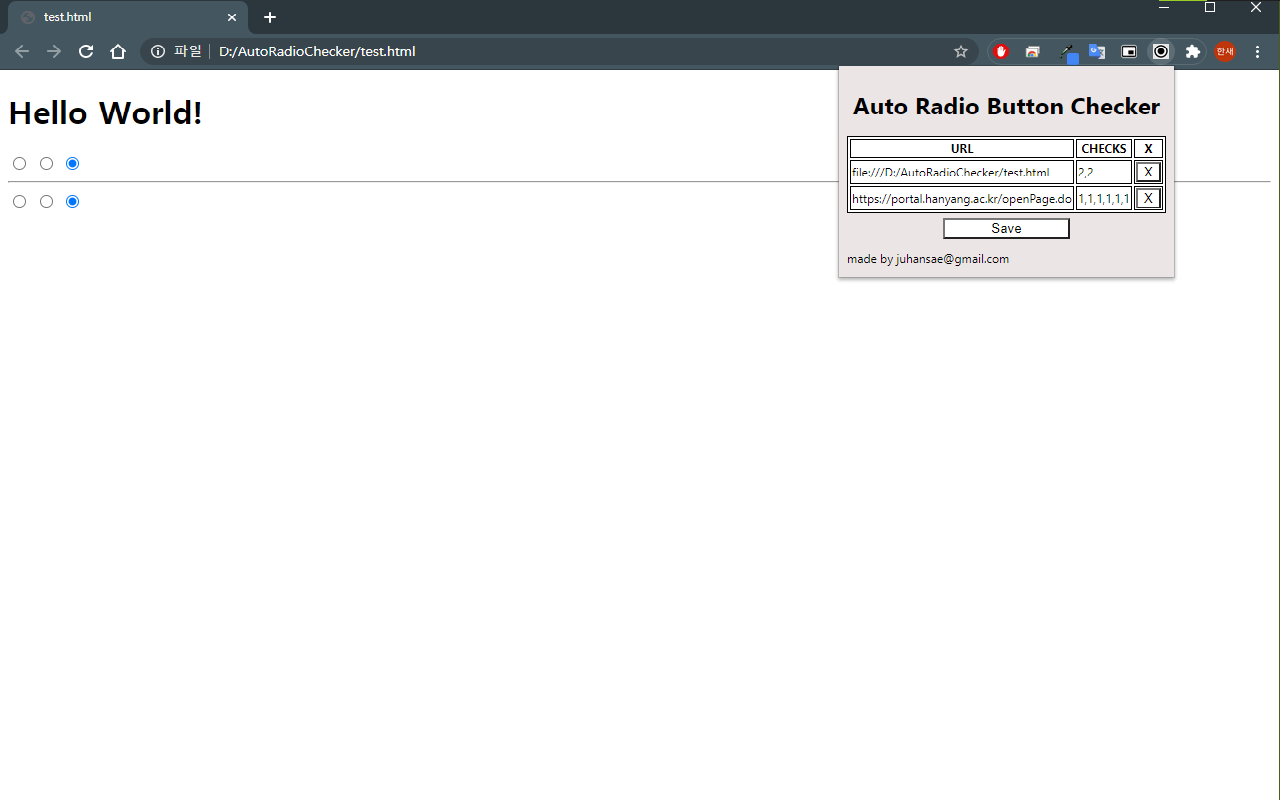 test.html
파일 D:/AutoRadioChecker/test.html
한새
Hello World!
Auto Radio Button Checker
URL CHECKS X
file:///D:/AutoRadioChecker/test.html 2,2 X
https://portal.hanyang.ac.kr/openPage.do 1,1,1,1,1,1 X
Save
made by juhansae@gmail.com